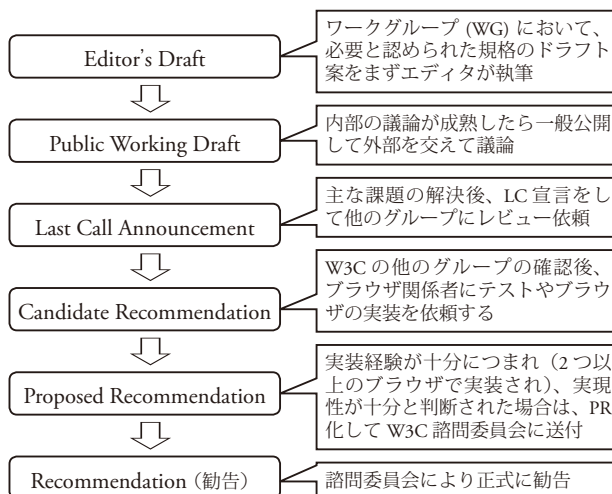 Editor's Draft
ワークグループ (WG) において、
必要と認められた規格のドラフト
案をまずエディタが執筆
Public Working Draft
内部の議論が成熟したら一般公開
して外部を交えて議論
Last Call Announcement
主な課題の解決後、LC 宣言をし
て他のグループにレビュー依頼
Candidate Recommendation
W3C の他のグループの確認後、
ブラウザ関係者にテストやブラウ
ザの実装を依頼する
Proposed Recommendation
実装経験が十分につまれ（2 つ以
上のブラウザで実装され）、実現
性が十分と判断された場合は、PR
化して W3C 諮問委員会に送付
Recommendation（勧告）
諮問委員会により正式に勧告